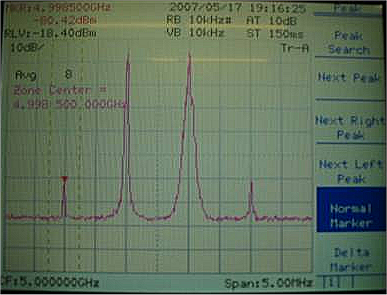 MKR:4.998500GHz
-80.42dBm
RLV:-18.40dBm
10dB/
2007/05/17 19:16:25
RB 10kHz# AT 10dB
VB 10kHz ST 150ms
Tr-A
Avg 8
Zone Center =
4.998 500.000GHz
CF:5.000000GHz
Span:5.00MHz
Peak
Peak
Search
Next Peak
Next Right
Peak
Next Left
Peak
Normal
Marker
Delta
Marker